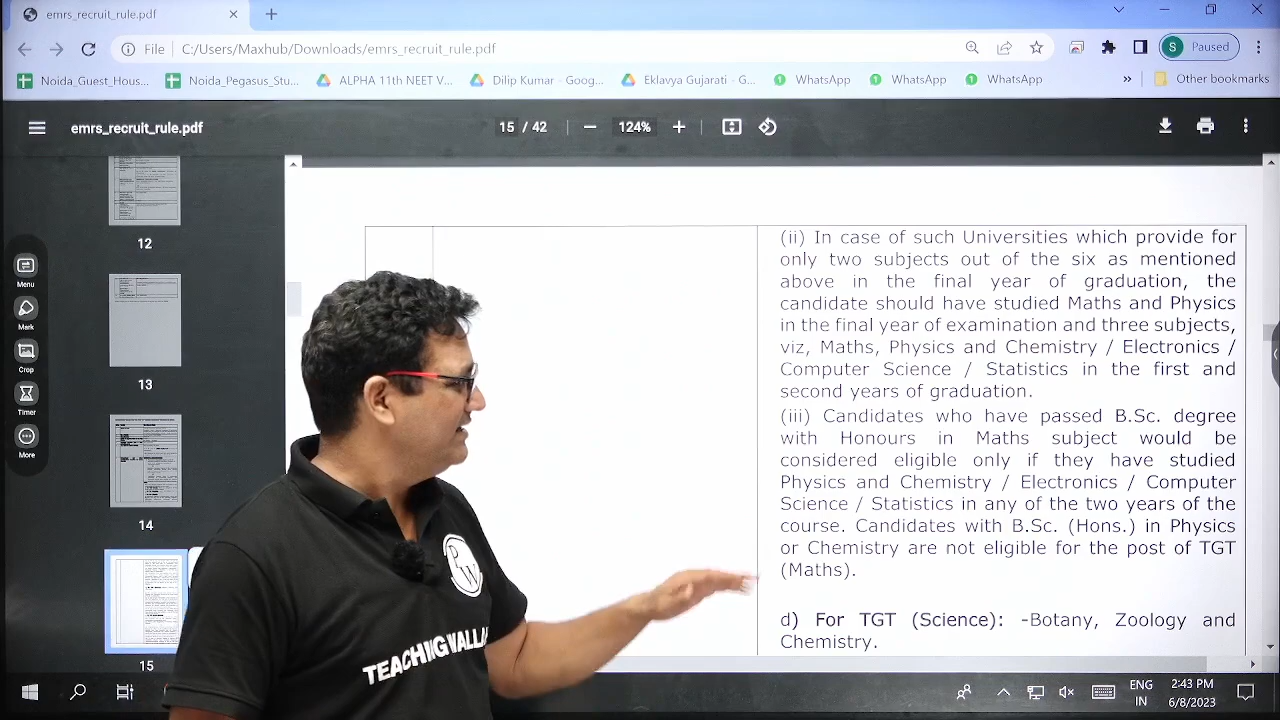 emrs_recruit_rule.pdf
File
C:/Users/Maxhub/Downloads/emrs_recruit_rule.pdf
S Paused
Noida_Guest_Hous...
Noida_Pegasus_Stu...
ALPHA 11th NEET V...
Dilip Kumar - Goog...
Eklavya Gujarati - G...
WhatsApp
WhatsApp
WhatsApp
Other bookmarks
emrs_recruit_rule.pdf
15 / 42
124%
12
13
14
15
Menu
Mark
Crop
Timer
More
(ii) In case of such Universities which provide for
only two subjects out of the six as mentioned
above in the final year of graduation, the
candidate should have studied Maths and Physics
in the final year of examination and three subjects,
viz, Maths, Physics and Chemistry / Electronics /
Computer Science / Statistics in the first and
second years of graduation.
(iii) Candidates who have passed B.Sc. degree
with Honours in Maths subject would be
considered eligible only if they have studied
Physics and Chemistry / Electronics / Computer
Science / Statistics in any of the two years of the
course. Candidates with B.Sc. (Hons.) in Physics
or Chemistry are not eligible for the post of TGT
(Maths).
d) For TGT (Science): -Botany, Zoology and
Chemistry.
TEACHING WALLA
ENG
IN
2:43 PM
6/8/2023